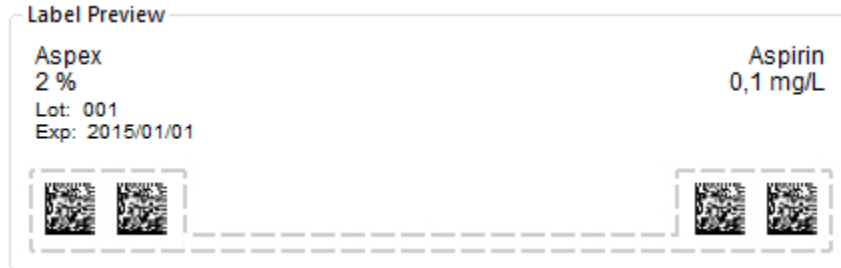 Label Preview
Aspex
2 %
Lot: 001
Exp: 2015/01/01
Aspirin
0,1 mg/L